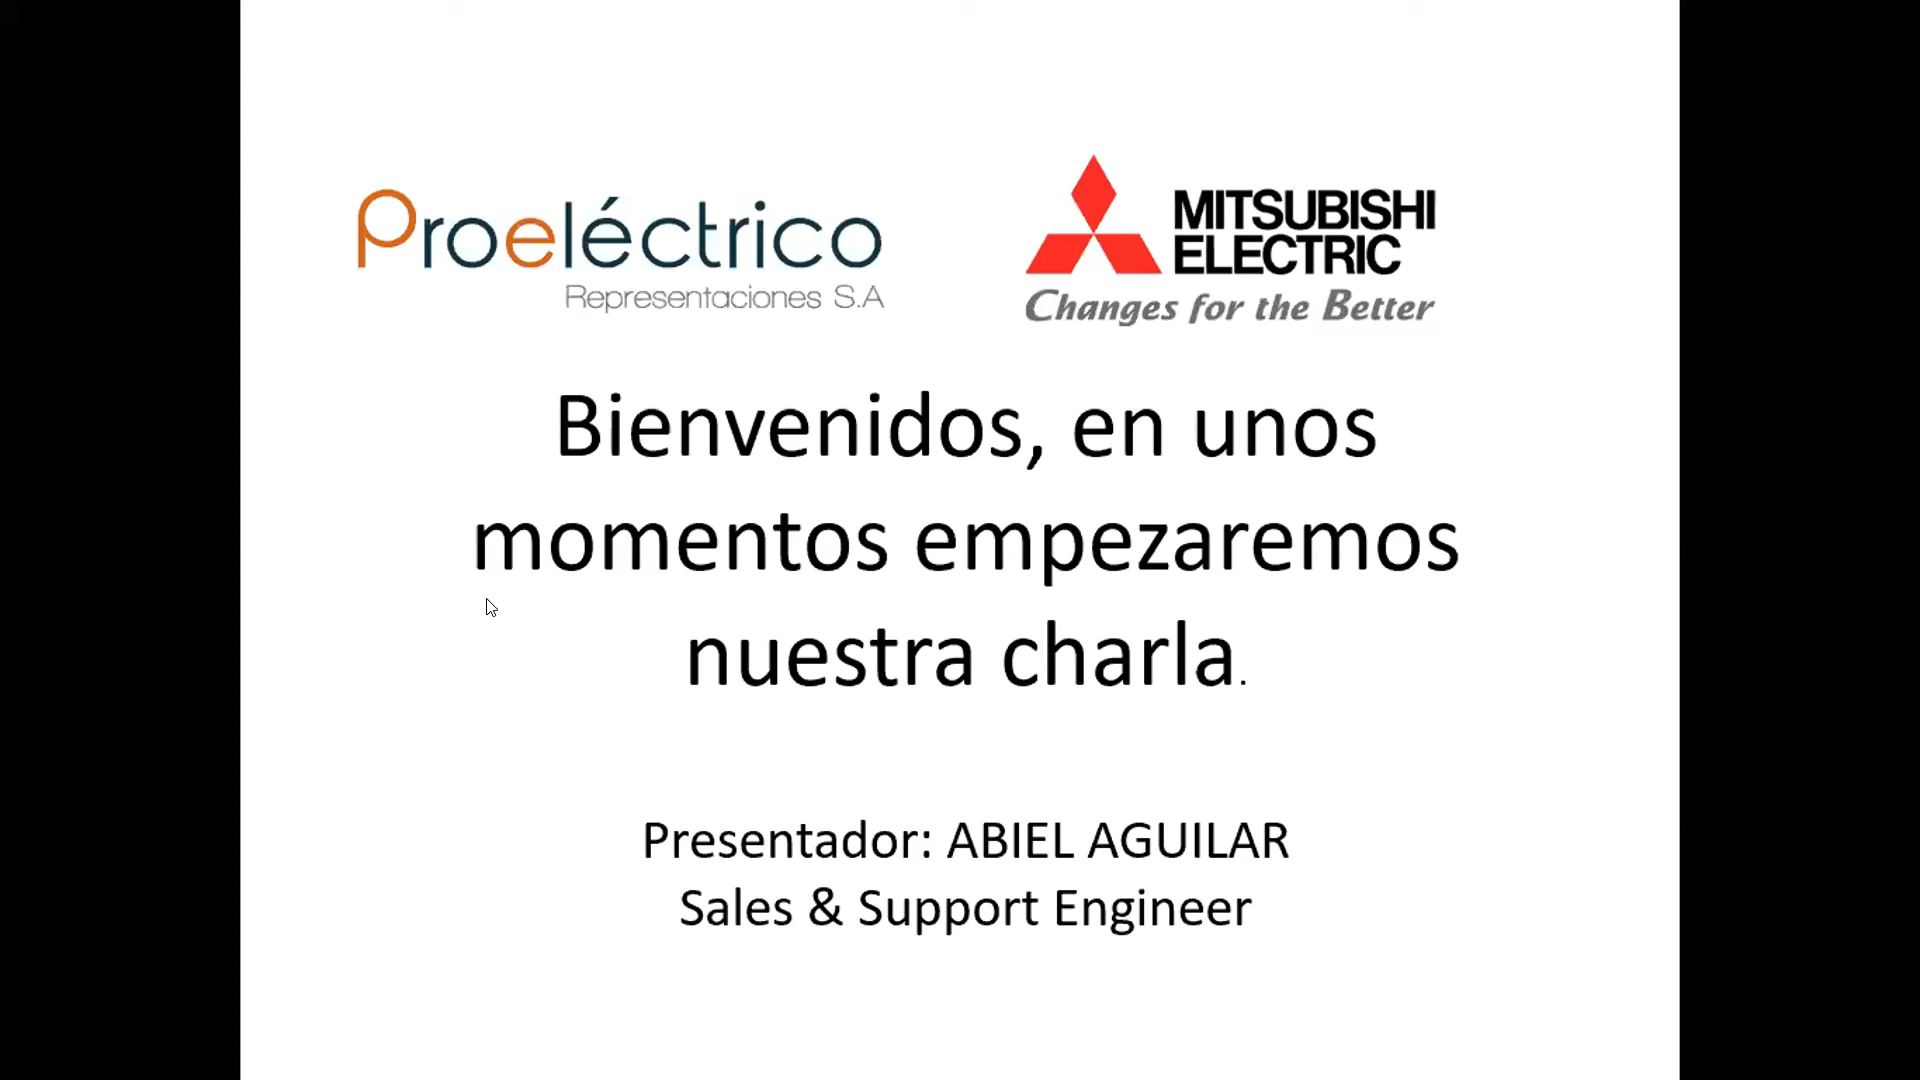 Proeléctrico
Representaciones S.A
MITSUBISHI
ELECTRIC
Changes for the Better
Bienvenidos, en unos
momentos empezaremos
nuestra charla.
Presentador: ABIEL AGUILAR
Sales & Support Engineer